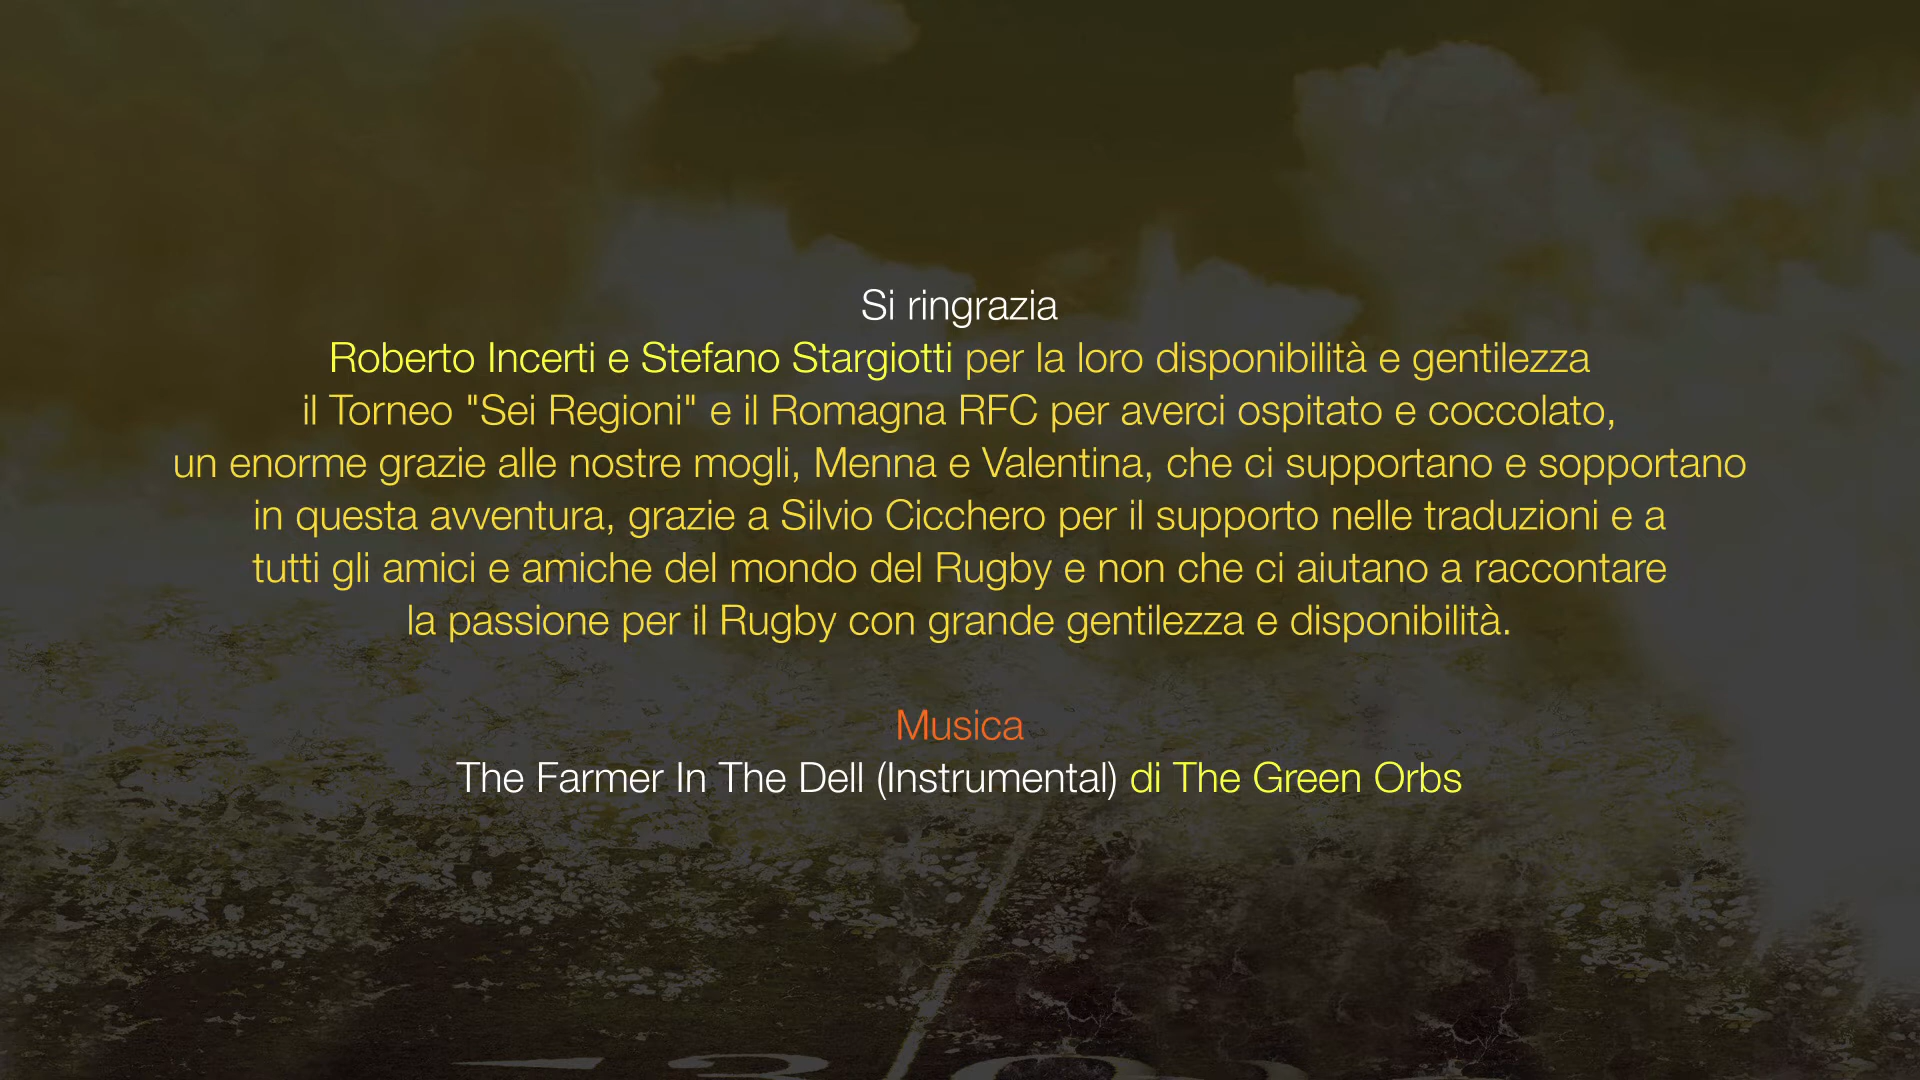 Si ringrazia
Roberto Incerti e Stefano Stargiotti per la loro disponibilità e gentilezza
il Torneo "Sei Regioni" e il Romagna RFC per averci ospitato e coccolato,
un enorme grazie alle nostre mogli, Menna e Valentina, che ci supportano e sopportano
in questa avventura, grazie a Silvio Cicchero per il supporto nelle traduzioni e a
tutti gli amici e amiche del mondo del Rugby e non che ci aiutano a raccontare
la passione per il Rugby con grande gentilezza e disponibilità.
Musica
The Farmer In The Dell (Instrumental) di The Green Orbs